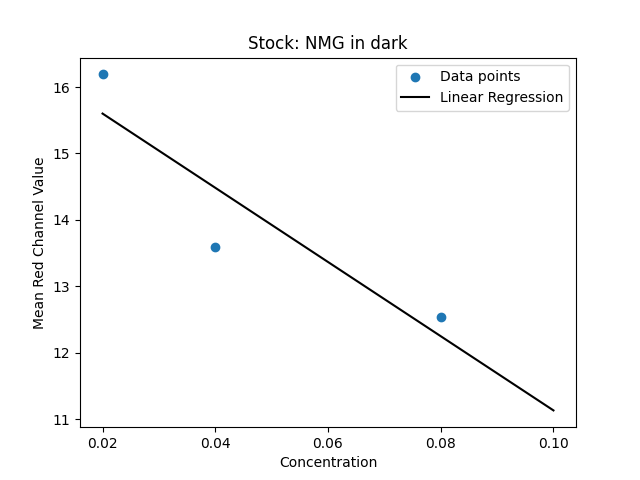 Stock: NMG in dark
Data points
Linear Regression
Mean Red Channel Value
16
15
14
13
12
11
0.02 0.04 0.06 0.08 0.10
Concentration